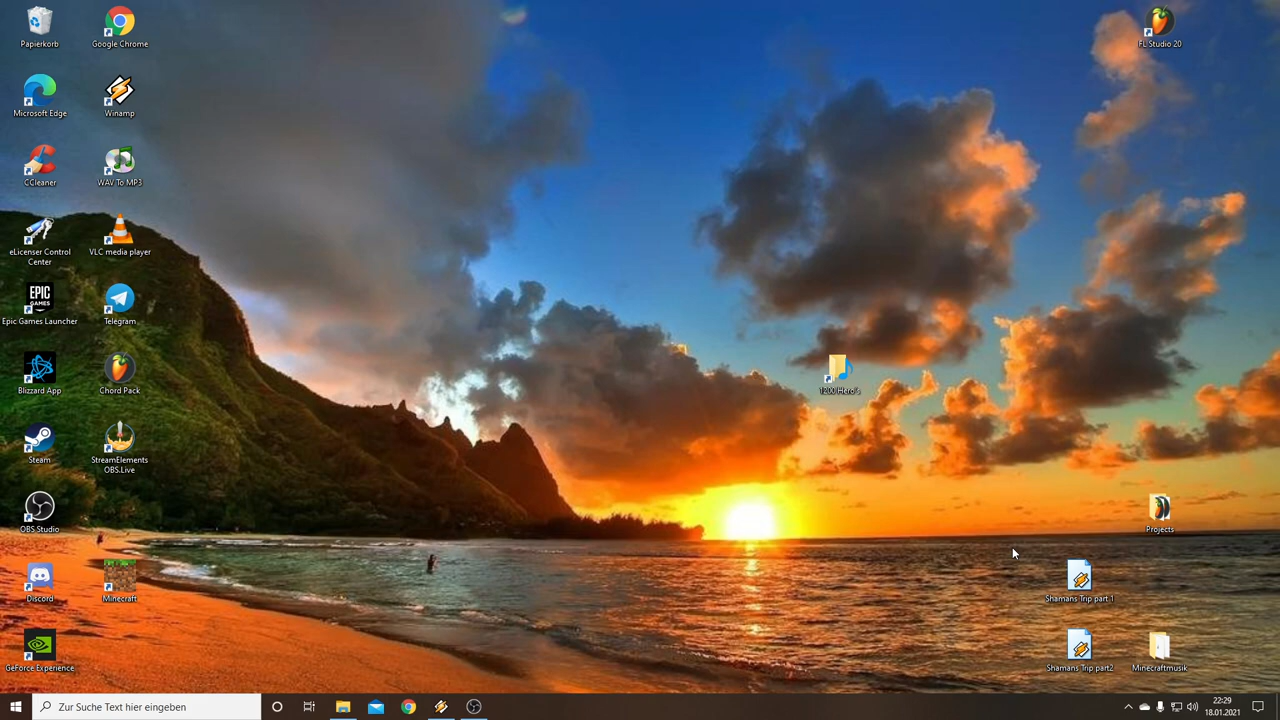 Papierkorb
Google Chrome
FL Studio 20
Microsoft Edge
Winamp
CCleaner
WAV To MP3
eLicenser Control
Center
VLC media player
EPIC
GAMES
Epic Games Launcher
Telegram
1200 Hero's
Blizzard App
Chord Pack
Steam
StreamElements
OBS.Live
OBS Studio
Projects
Discord
Minecraft
Shamans Trip part 1
GeForce Experience
Shamans Trip part2
Minecraftmusik
Zur Suche Text hier eingeben
22:29
18.01.2021